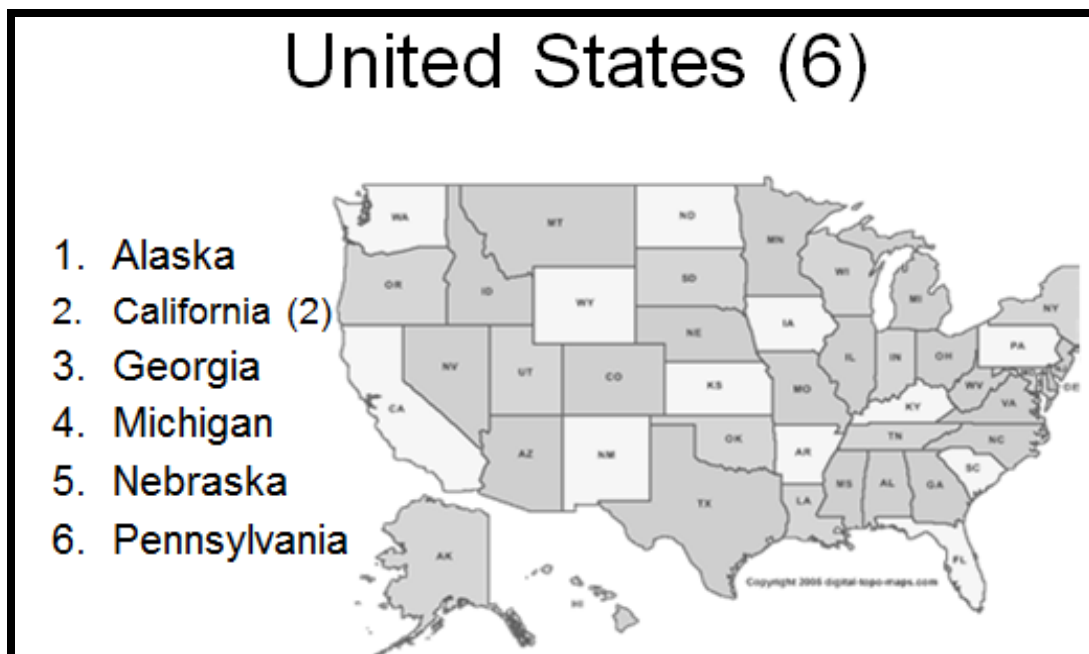 United States (6)
1. Alaska
2. California (2)
3. Georgia
4. Michigan
5. Nebraska
6. Pennsylvania
WA
MT
ND
MN
OR
ID
SD
WI
MI
NY
WY
IA
PA
NE
NV
UT
CO
IL
IN
OH
KS
MO
WV
VA
DE
CA
KY
AZ
NM
OK
AR
TN
NC
SC
TX
LA
MS
AL
GA
FL
AK
HI
Copyright 2005 digital-topo-maps.com